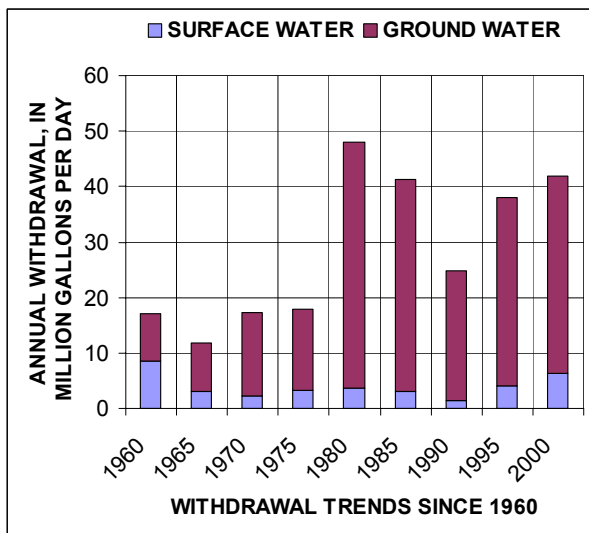 SURFACE WATER GROUND WATER
ANNUAL WITHDRAWAL, IN
MILLION GALLONS PER DAY
60
50
40
30
20
10
0
1960 1965 1970 1975 1980 1985 1990 1995 2000
WITHDRAWAL TRENDS SINCE 1960